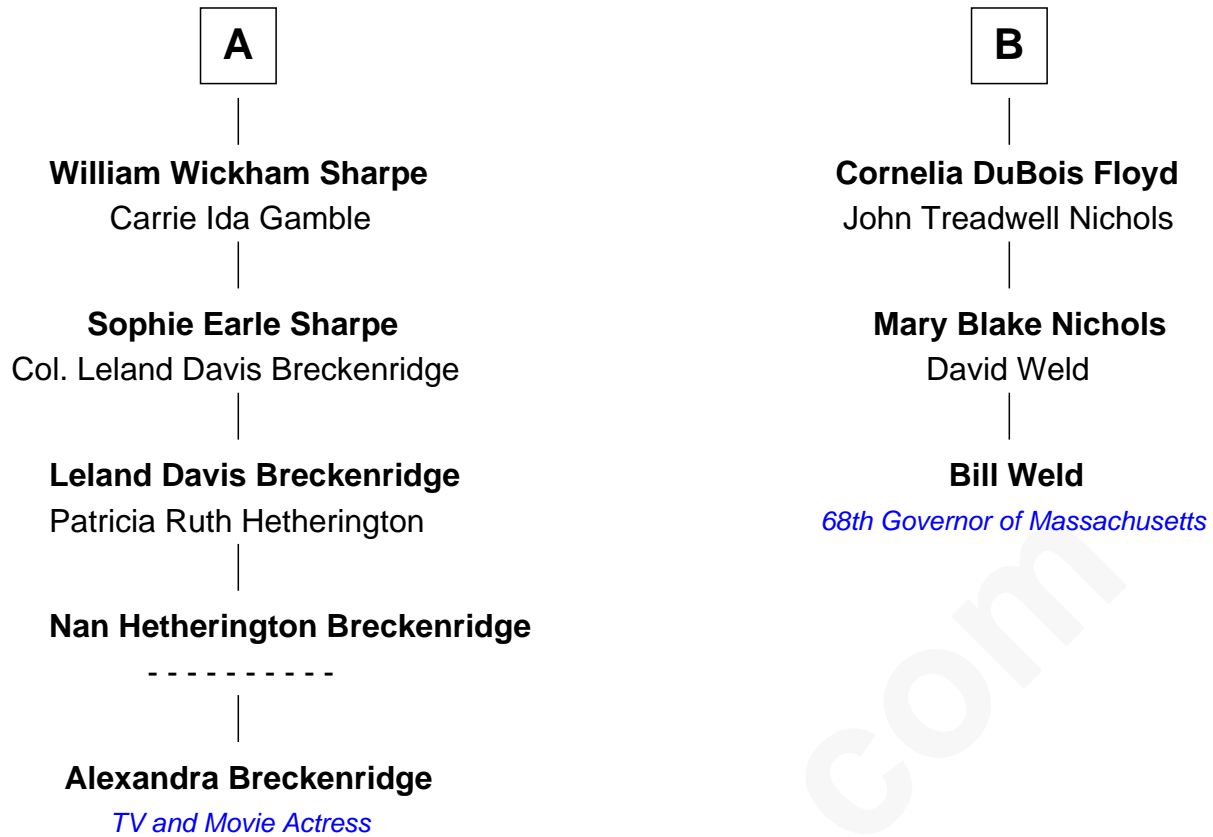 A
William Wickham Sharpe
Carrie Ida Gamble
Sophie Earle Sharpe
Col. Leland Davis Breckenridge
Leland Davis Breckenridge
Patricia Ruth Hetherington
Nan Hetherington Breckenridge
- - - - - - - - - -
Alexandra Breckenridge
TV and Movie Actress
B
Cornelia DuBois Floyd
John Treadwell Nichols
Mary Blake Nichols
David Weld
Bill Weld
68th Governor of Massachusetts
com